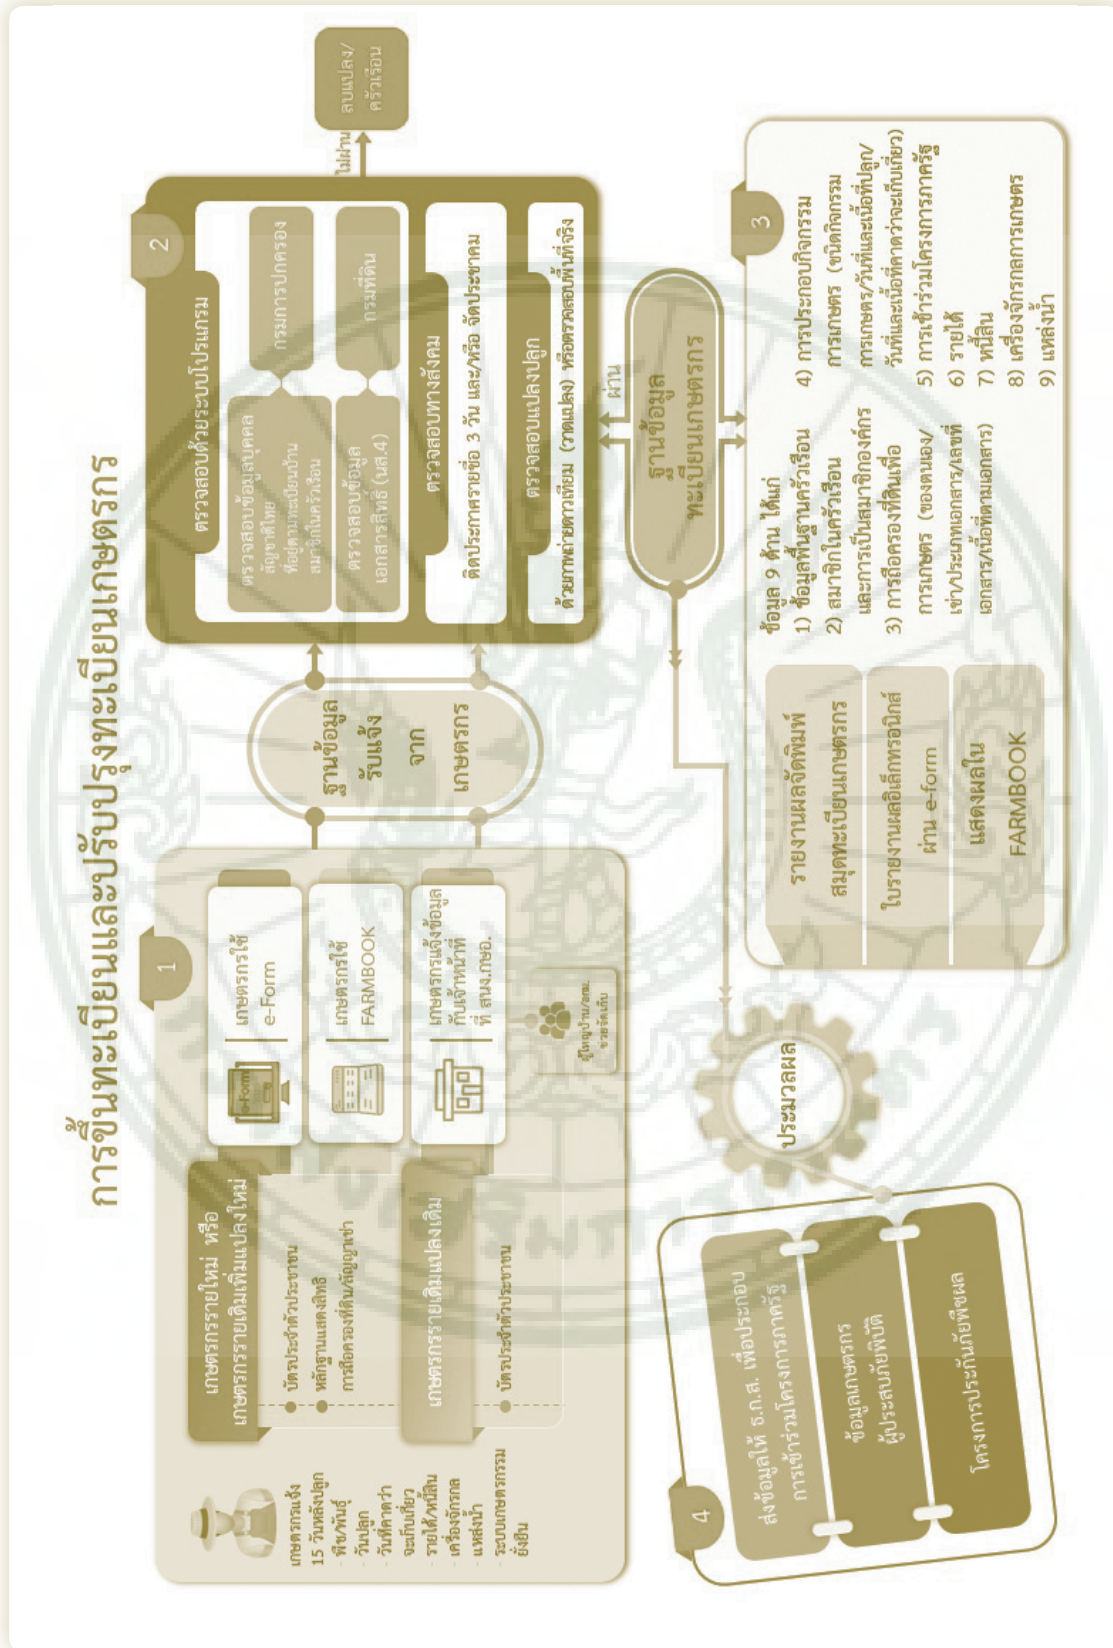 การขึ้นทะเบียนและปรับปรุงทะเบียนเกษตรกร
1
เกษตรกรแจ้ง
15 วันหลังปลูก
- พืช/พันธุ์
- วันปลูก
- วันที่คาดว่า
จะเก็บเกี่ยว
- รายได้/หนี้สิน
- เครื่องจักรกล
- แหล่งน้ำ
- ระบบเกษตรกรรม
ยั่งยืน
เกษตรกรรายใหม่ หรือ
เกษตรกรรายเดิมเพิ่มแปลงใหม่
บัตรประจำตัวประชาชน
หลักฐานแสดงสิทธิ
การถือครองที่ดิน/สัญญาเช่า
เกษตรกรรายเดิมแปลงเดิม
บัตรประจำตัวประชาชน
e-Form
เกษตรกรใช้
e-Form
เกษตรกรใช้
FARMBOOK
เกษตรกรแจ้งข้อมูล
กับเจ้าหน้าที่
ที่ สนง.กษอ.
ผู้ใหญ่บ้าน/อกม.
ช่วยจัดเก็บ
ฐานข้อมูล
รับแจ้ง
จาก
เกษตรกร
2
ตรวจสอบด้วยระบบโปรแกรม
ตรวจสอบข้อมูลบุคคล
สัญชาติไทย
ที่อยู่ตามทะเบียนบ้าน
สมาชิกในครัวเรือน
กรมการปกครอง
ตรวจสอบข้อมูล
เอกสารสิทธิ์ (นส.4)
กรมที่ดิน
ตรวจสอบทางสังคม
ติดประกาศรายชื่อ 3 วัน และ/หรือ จัดประชาคม
ตรวจสอบแปลงปลูก
ด้วยภาพถ่ายดาวเทียม (วาดแปลง) หรือตรวจสอบพื้นที่จริง
ไม่ผ่าน
ลบแปลง/
ครัวเรือน
ผ่าน
ฐานข้อมูล
ทะเบียนเกษตรกร
3
รายงานผลจัดพิมพ์
สมุดทะเบียนเกษตรกร
ใบรายงานผลอิเล็กทรอนิกส์
ผ่าน e-form
แสดงผลใน
FARMBOOK
ข้อมูล 9 ด้าน ได้แก่
1) ข้อมูลพื้นฐานครัวเรือน
2) สมาชิกในครัวเรือน
และการเป็นสมาชิกองค์กร
3) การถือครองที่ดินเพื่อ
การเกษตร (ของตนเอง/
เช่า/ประเภทเอกสาร/เลขที่
เอกสาร/เนื้อที่ตามเอกสาร)
4) การประกอบกิจกรรม
การเกษตร (ชนิดกิจกรรม
การเกษตร/วันที่และเนื้อที่ปลูก/
วันที่และเนื้อที่คาดว่าจะเก็บเกี่ยว)
5) การเข้าร่วมโครงการภาครัฐ
6) รายได้
7) หนี้สิน
8) เครื่องจักรกลการเกษตร
9) แหล่งน้ำ
ประมวลผล
4
ส่งข้อมูลให้ ธ.ก.ส. เพื่อประกอบ
การเข้าร่วมโครงการภาครัฐ
ข้อมูลเกษตรกร
ผู้ประสบภัยพิบัติ
โครงการประกันภัยพืชผล